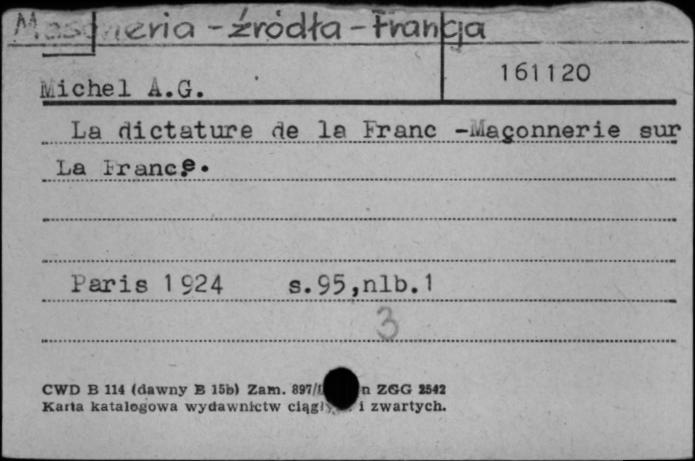 Masoneria - źródła - Francja
161120
Michel A.G.
La dictature de la Franc -Maçonnerie sur
La France.
Paris 1924 s.95,nlb.1
3
CWD B 114 (dawny B 15b) Zam. 897/ n ZGG 2542
Karta katalogowa wydawnictw i zwartych.